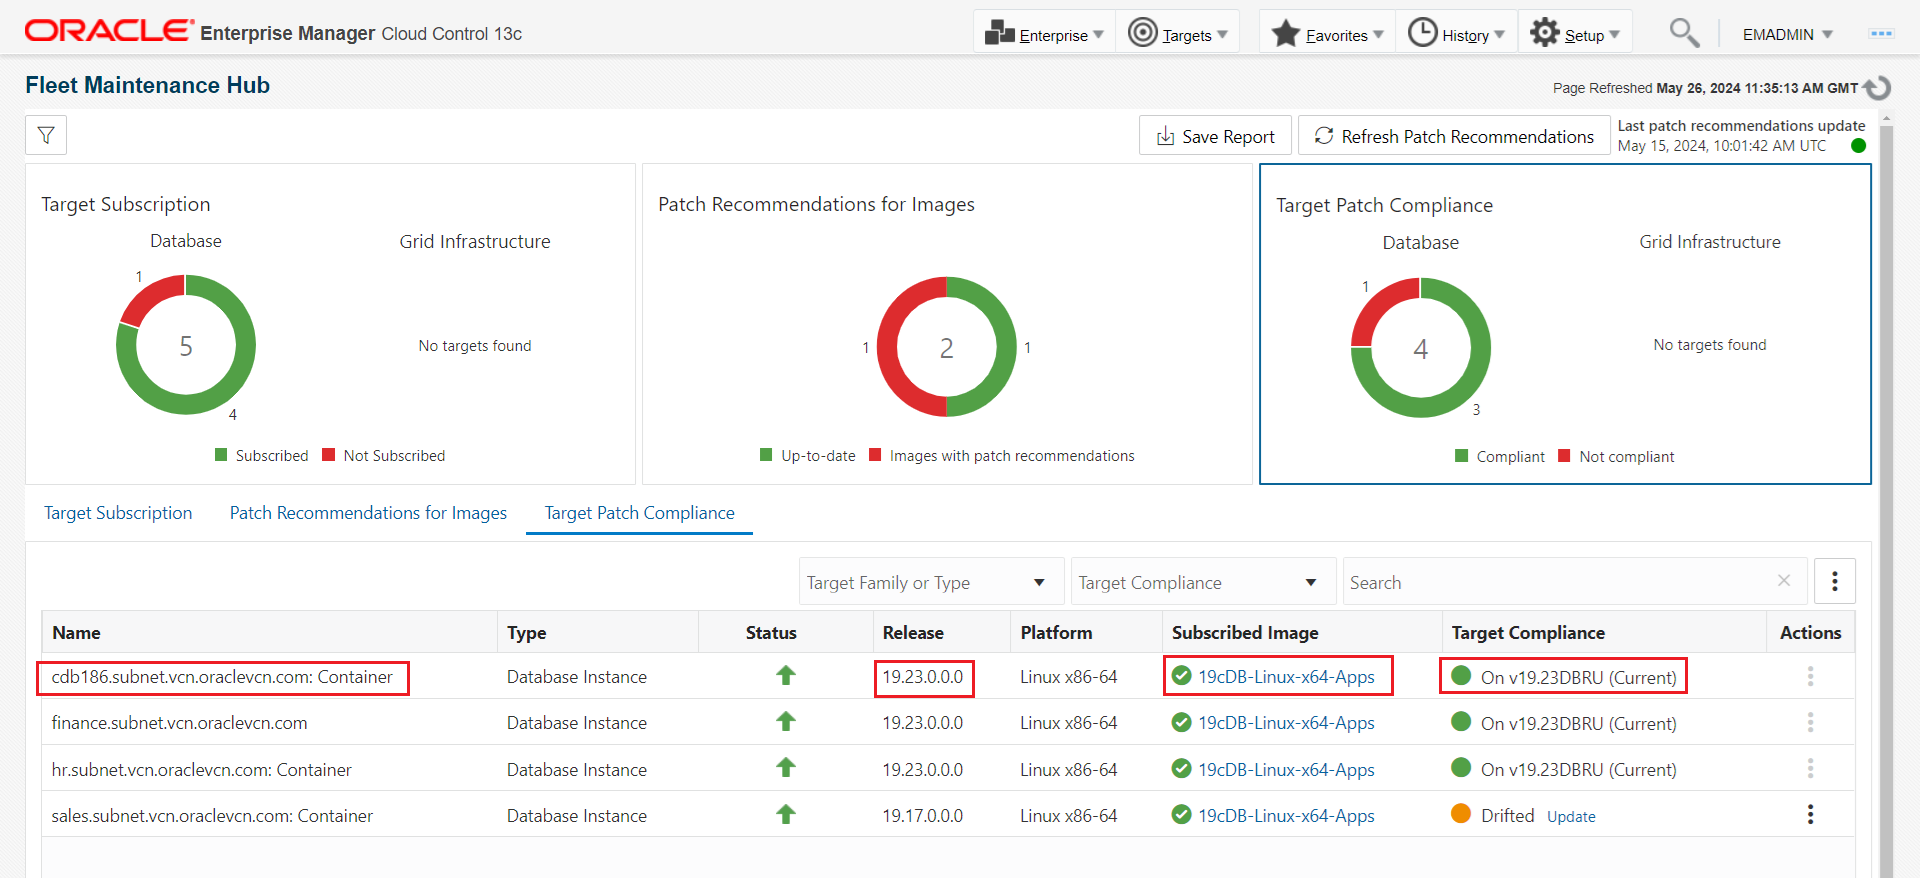 ORACLE Enterprise Manager Cloud Control 13c
Enterprise Targets Favorites History Setup EMADMIN
Fleet Maintenance Hub
Page Refreshed May 26, 2024 11:35:13 AM GMT
Save Report
Refresh Patch Recommendations
Last patch recommendations update
May 15, 2024, 10:01:42 AM UTC
Target Subscription
Database
Grid Infrastructure
1
5
4
No targets found
Subscribed Not Subscribed
Patch Recommendations for Images
1
2
1
Up-to-date Images with patch recommendations
Target Patch Compliance
Database
Grid Infrastructure
1
4
3
No targets found
Compliant Not compliant
Target Subscription Patch Recommendations for Images Target Patch Compliance
Target Family or Type Target Compliance Search
Name Type Status Release Platform Subscribed Image Target Compliance Actions
cdb186.subnet.vcn.oraclevcn.com: Container Database Instance 19.23.0.0.0 Linux x86-64 19cDB-Linux-x64-Apps On v19.23DBRU (Current)
finance.subnet.vcn.oraclevcn.com Database Instance 19.23.0.0.0 Linux x86-64 19cDB-Linux-x64-Apps On v19.23DBRU (Current)
hr.subnet.vcn.oraclevcn.com: Container Database Instance 19.23.0.0.0 Linux x86-64 19cDB-Linux-x64-Apps On v19.23DBRU (Current)
sales.subnet.vcn.oraclevcn.com: Container Database Instance 19.17.0.0.0 Linux x86-64 19cDB-Linux-x64-Apps Drifted Update